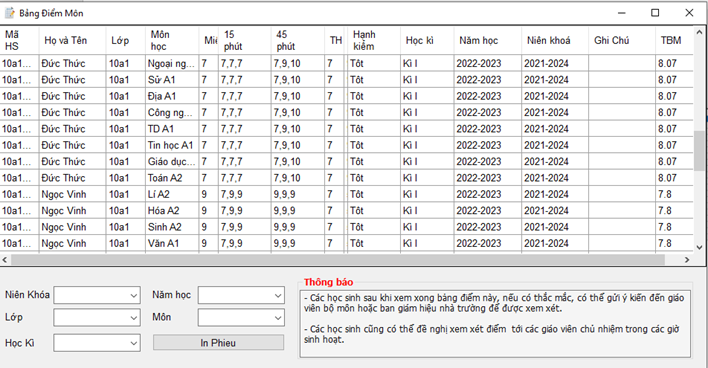 Bảng Điểm Môn
Mã HS Họ và Tên Lớp Môn học Miê 15 phút 45 phút TH Hạnh kiểm Học kì Năm học Niên khoá Ghi Chú TBM
10a1... Đức Thức 10a1 Ngoại ng... 7 7,7,7 7,9,10 7 Tốt Kì I 2022-2023 2021-2024 8.07
10a1... Đức Thức 10a1 Sử A1 7 7,7,7 7,9,10 7 Tốt Kì I 2022-2023 2021-2024 8.07
10a1... Đức Thức 10a1 Địa A1 7 7,7,7 7,9,10 7 Tốt Kì I 2022-2023 2021-2024 8.07
10a1... Đức Thức 10a1 Công ng... 7 7,7,7 7,9,10 7 Tốt Kì I 2022-2023 2021-2024 8.07
10a1... Đức Thức 10a1 TD A1 7 7,7,7 7,9,10 7 Tốt Kì I 2022-2023 2021-2024 8.07
10a1... Đức Thức 10a1 Tin học A1 7 7,7,7 7,9,10 7 Tốt Kì I 2022-2023 2021-2024 8.07
10a1... Đức Thức 10a1 Giáo dục... 7 7,7,7 7,9,10 7 Tốt Kì I 2022-2023 2021-2024 8.07
10a1... Đức Thức 10a1 Toán A2 7 7,7,7 7,9,10 7 Tốt Kì I 2022-2023 2021-2024 8.07
10a1... Ngọc Vinh 10a1 Lí A2 9 7,9,9 9,9,9 7 Tốt Kì I 2022-2023 2021-2024 7.8
10a1... Ngọc Vinh 10a1 Hóa A2 9 7,9,9 9,9,9 7 Tốt Kì I 2022-2023 2021-2024 7.8
10a1... Ngọc Vinh 10a1 Sinh A2 9 7,9,9 9,9,9 7 Tốt Kì I 2022-2023 2021-2024 7.8
10a1... Ngọc Vinh 10a1 Văn A1 9 7,9,9 9,9,9 7 Tốt Kì I 2022-2023 2021-2024 7.8
Niên Khóa Năm học
Lớp Môn
Học Kì In Phieu
Thông báo
- Các học sinh sau khi xem xong bảng điểm này, nếu có thắc mắc, có thể gửi ý kiến đến giáo
viên bộ môn hoặc ban giám hiệu nhà trường để được xem xét.
- Các học sinh cũng có thể đề nghị xem xét điểm tới các giáo viên chủ nhiệm trong các giờ
sinh hoạt.